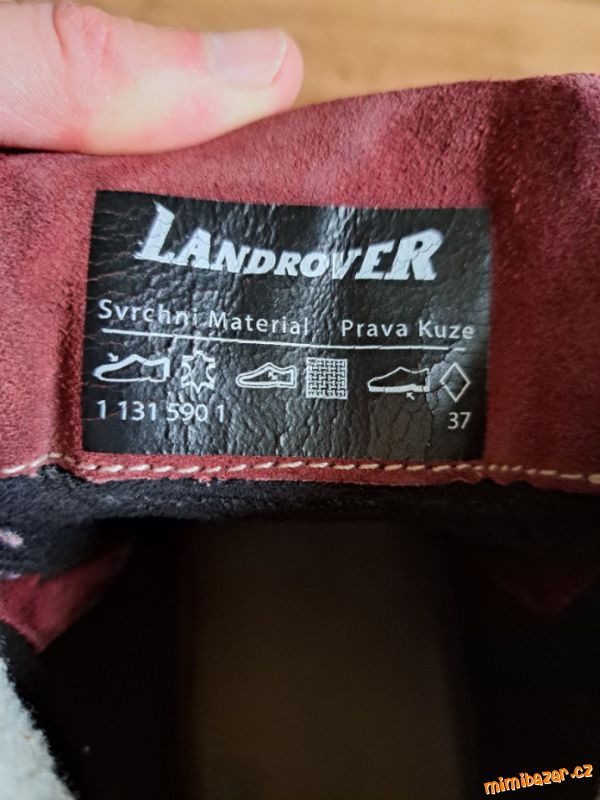 LANDROVER
Svrchni Material Prava Kuze
1 131 590 1 37
mimibazar.cz